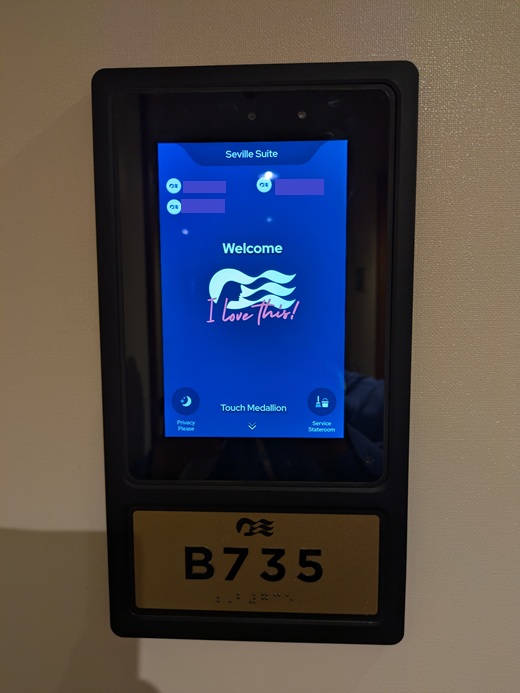 Seville Suite
Welcome
I love this!
Touch Medallion
Privacy
Please
Service
Stateroom
B735